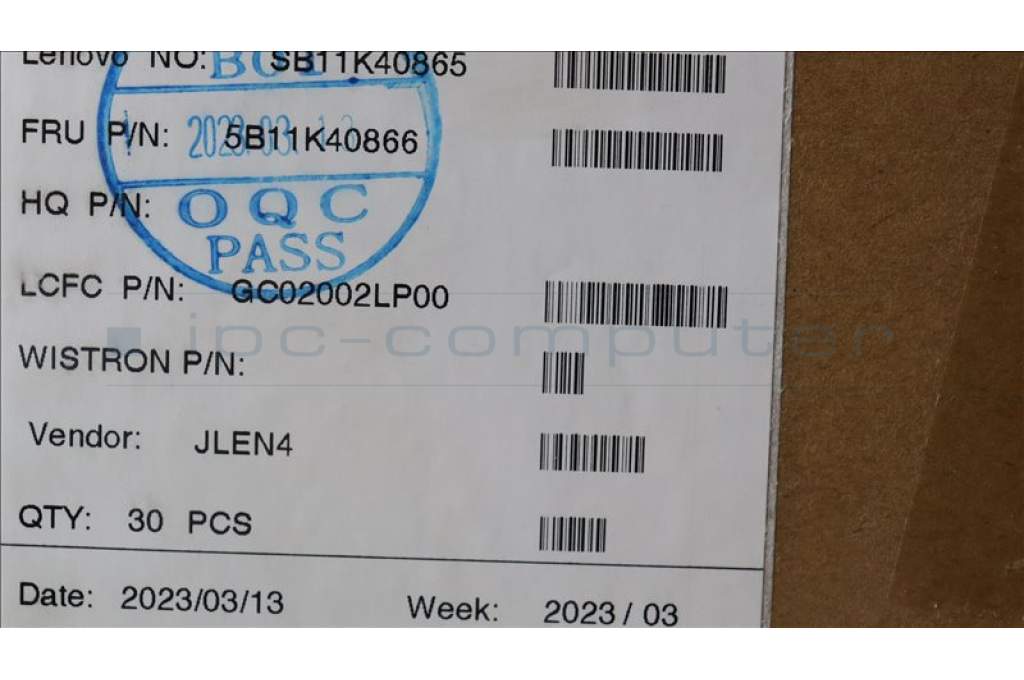 Lenovo NO: SB11K40865
FRU P/N: 5B11K40866
HQ P/N:
OQC
PASS
LCFC P/N: GC02002LP00
ipc-computer
WISTRON P/N:
Vendor: JLEN4
QTY: 30 PCS
Date: 2023/03/13 Week: 2023 / 03